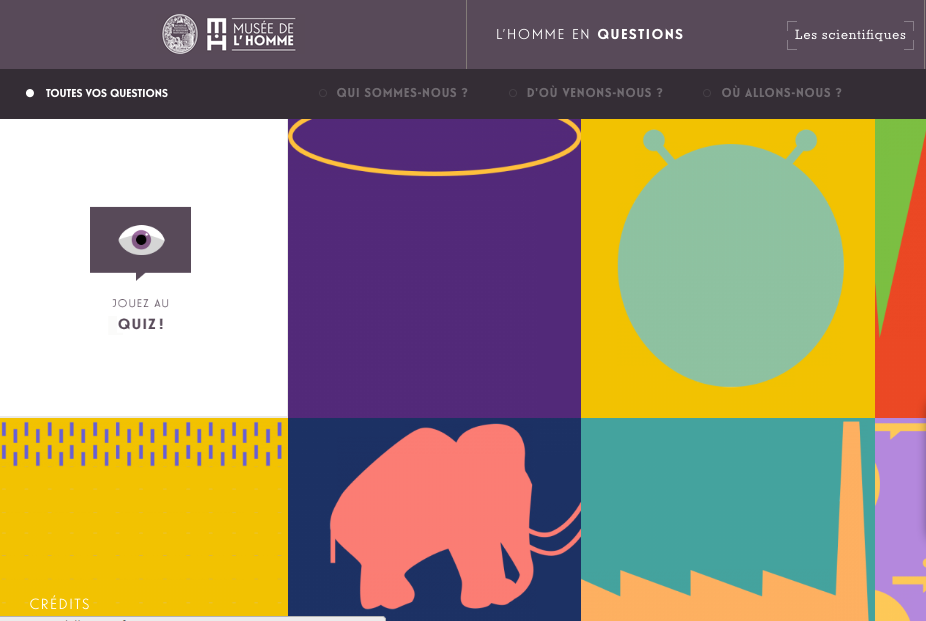 MUSÉE DE
L'HOMME
L'HOMME EN QUESTIONS
Les scientifiques
TOUTES VOS QUESTIONS
QUI SOMMES-NOUS ?
D'OÙ VENONS-NOUS ?
OÙ ALLONS-NOUS ?
JOUEZ AU
QUIZ !
CRÉDITS